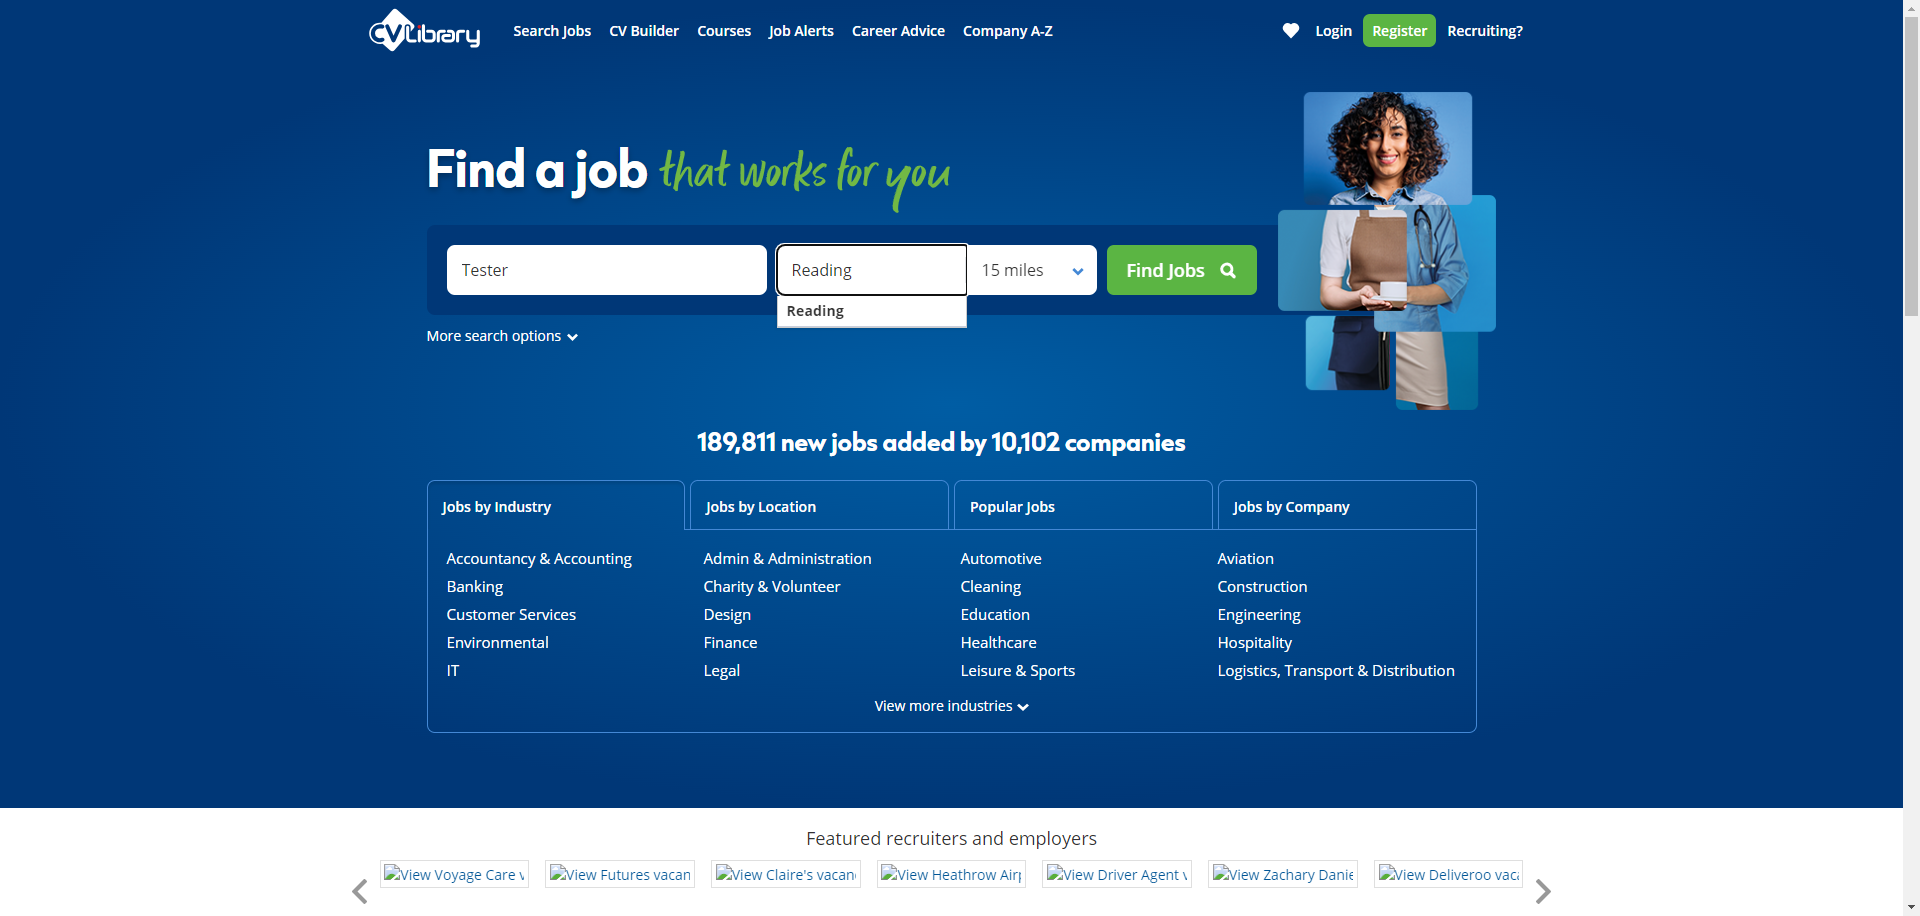 CVLibrary
Search Jobs CV Builder Courses Job Alerts Career Advice Company A-Z Login Register Recruiting?
Find a job that works for you
Tester Reading 15 miles Find Jobs
Reading
More search options
189,811 new jobs added by 10,102 companies
Jobs by Industry Jobs by Location Popular Jobs Jobs by Company
Accountancy & Accounting Admin & Administration Automotive Aviation
Banking Charity & Volunteer Cleaning Construction
Customer Services Design Education Engineering
Environmental Finance Healthcare Hospitality
IT Legal Leisure & Sports Logistics, Transport & Distribution
View more industries
Featured recruiters and employers
View Voyage Care v View Futures vacan View Claire's vacan View Heathrow Air View Driver Agent v View Zachary Danie View Deliveroo vaca